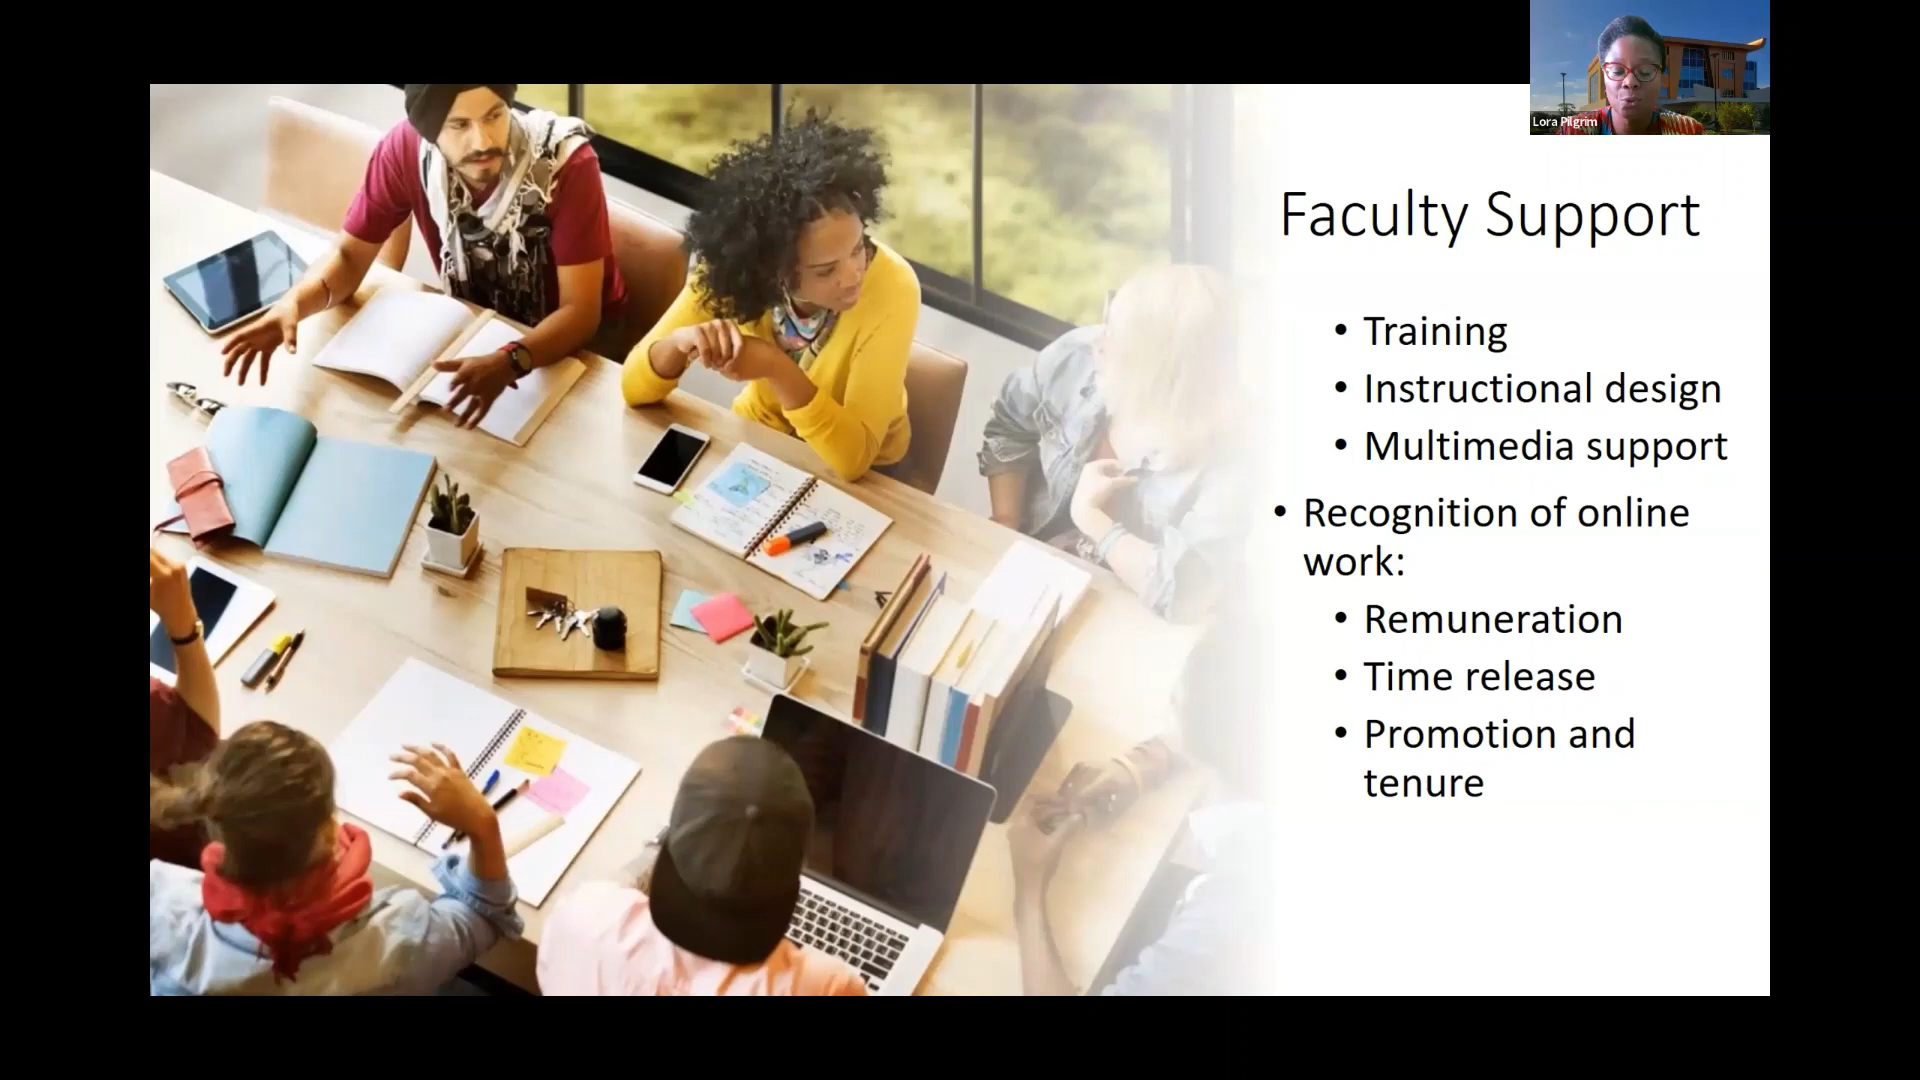 Lora Pilgrim
Faculty Support
• Training
• Instructional design
• Multimedia support
• Recognition of online
work:
• Remuneration
• Time release
• Promotion and
tenure